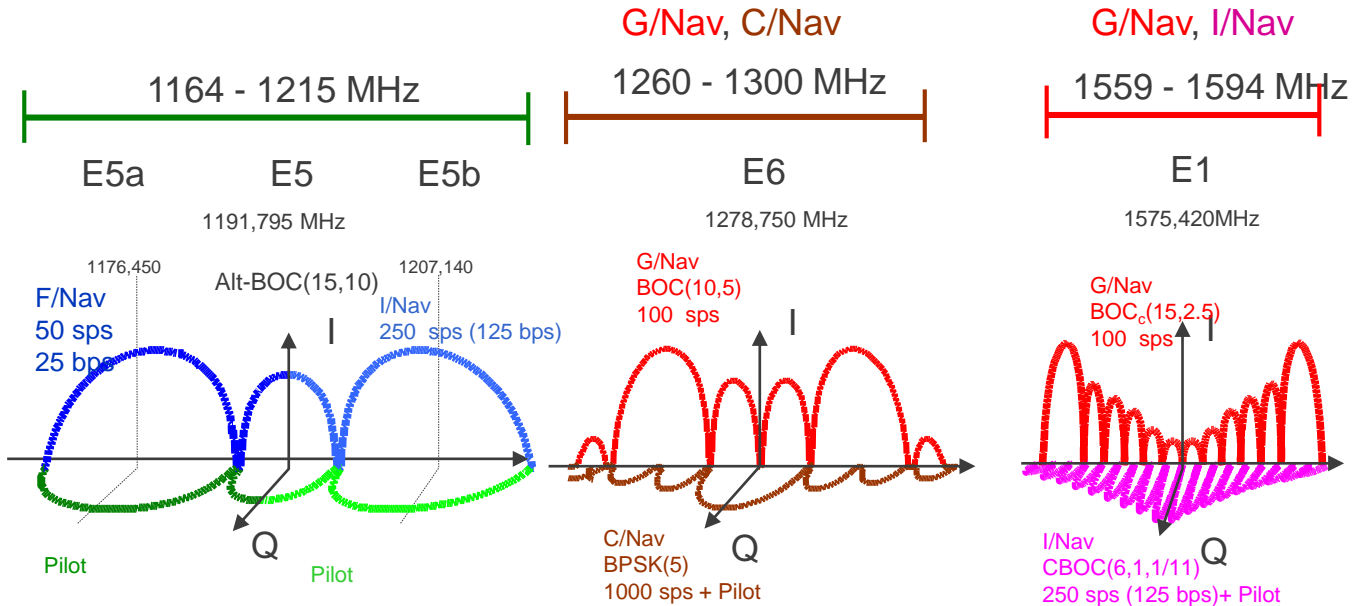 G/Nav, C/Nav
G/Nav, I/Nav
1164 - 1215 MHz
1260 - 1300 MHz
1559 - 1594 MHz
E5a
E5
E5b
E6
E1
1191,795 MHz
1278,750 MHz
1575,420MHz
1176,450
Alt-BOC(15,10)
1207,140
F/Nav
50 sps
25 bps
I
I/Nav
250 sps (125 bps)
G/Nav
BOC(10,5)
100 sps
I
G/Nav
BOCc(15,2.5)
100 sps
I
Pilot
Q
Pilot
C/Nav
BPSK(5)
1000 sps + Pilot
Q
I/Nav
CBOC(6,1,1/11)
250 sps (125 bps)+ Pilot
Q